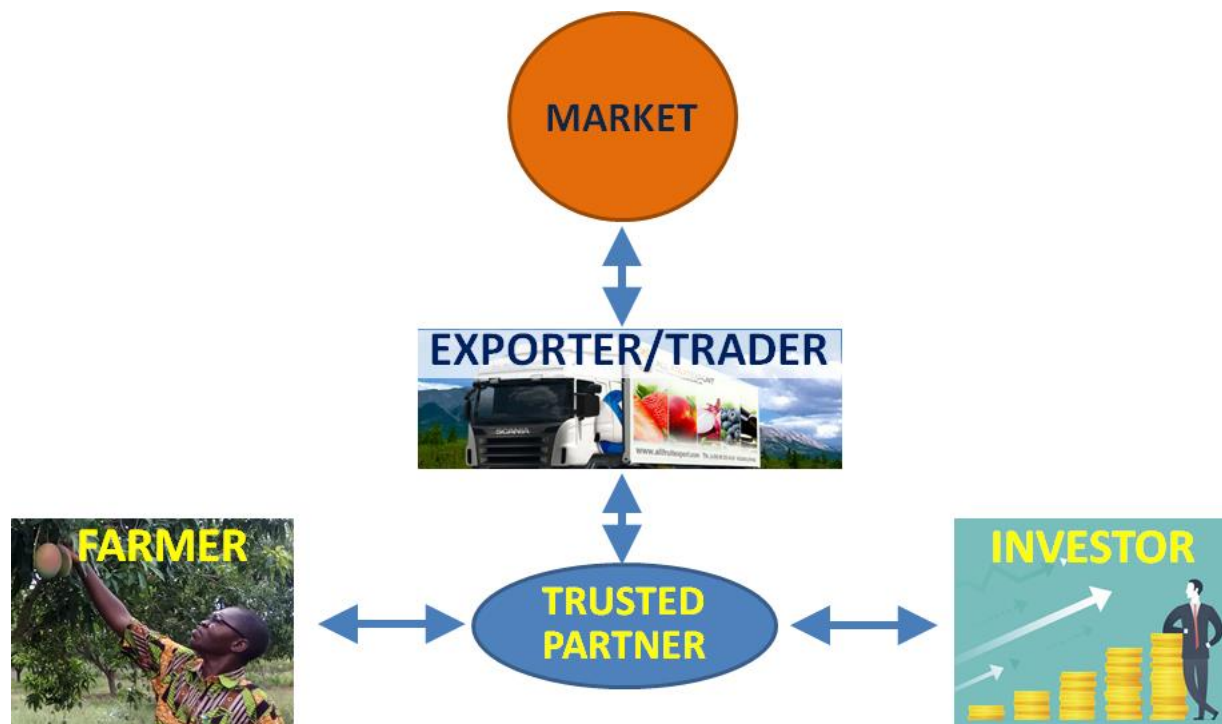 MARKET
EXPORTER/TRADER
SCANIA
FARMER
TRUSTED
PARTNER
INVESTOR